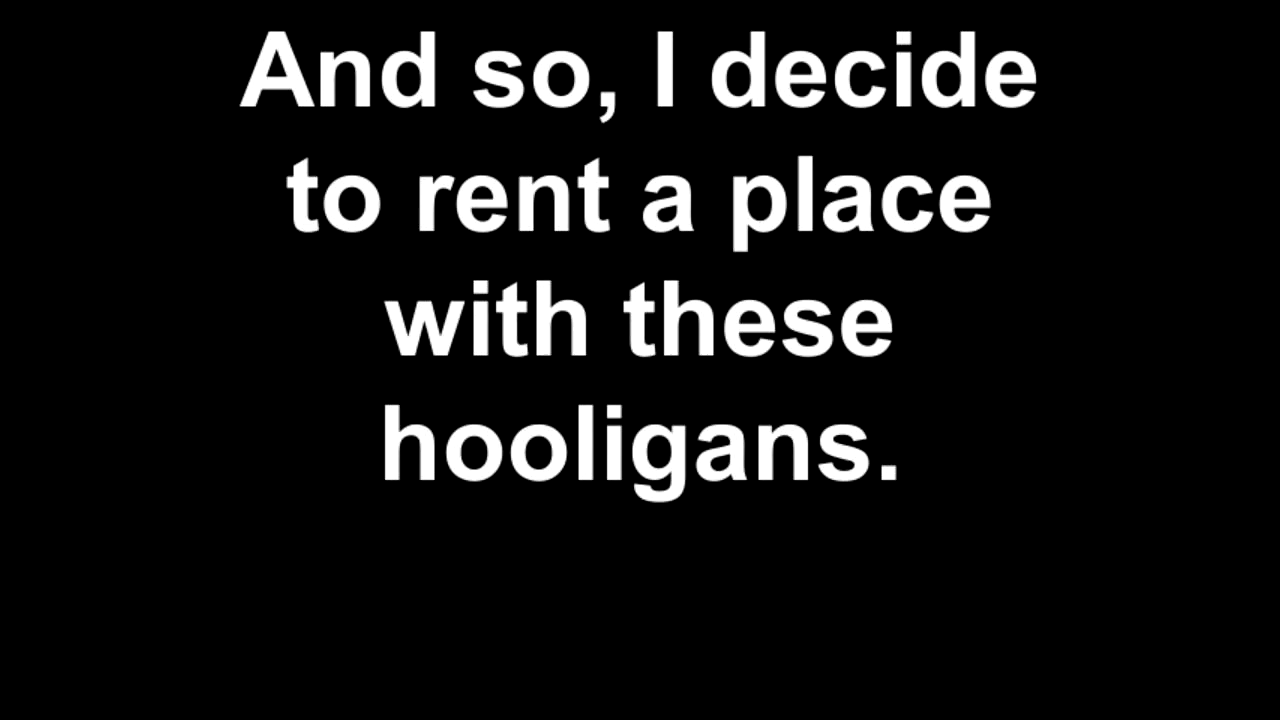 And so, I decide
to rent a place
with these
hooligans.